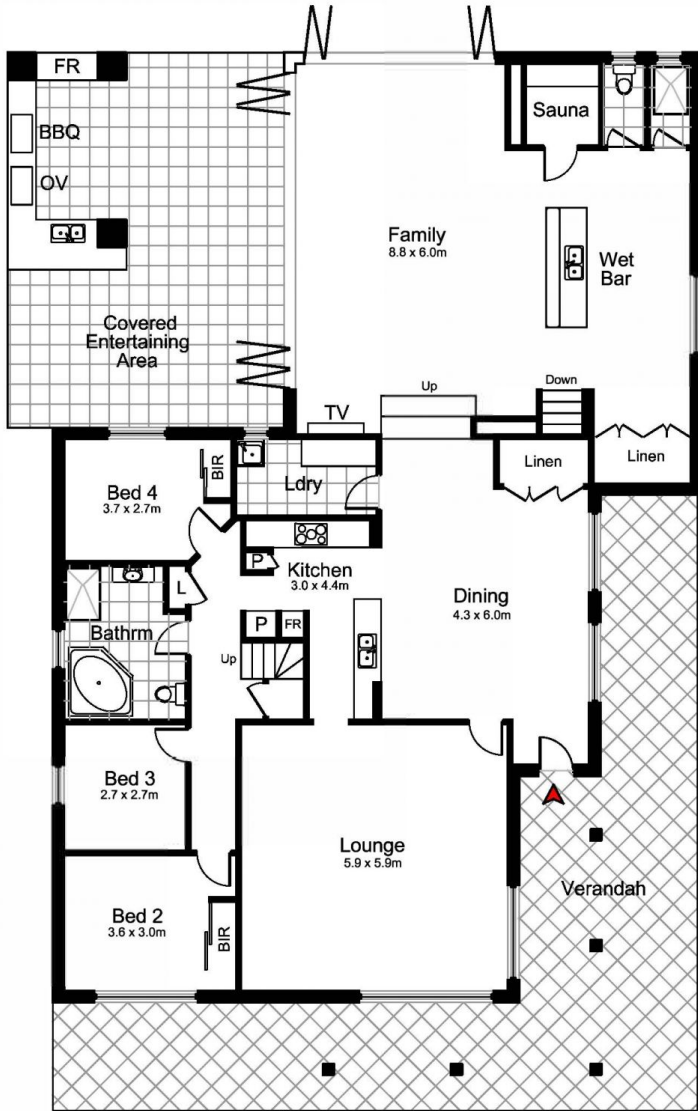 FR
BBQ
OV
Covered
Entertaining
Area
Sauna
Family
8.8 x 6.0m
Wet
Bar
Up
Down
TV
Linen
Linen
Bed 4
3.7 x 2.7m
BIR
Ldry
P
Kitchen
3.0 x 4.4m
Dining
4.3 x 6.0m
L
Bathrm
P
FR
Up
Bed 3
2.7 x 2.7m
Lounge
5.9 x 5.9m
Verandah
Bed 2
3.6 x 3.0m
BIR